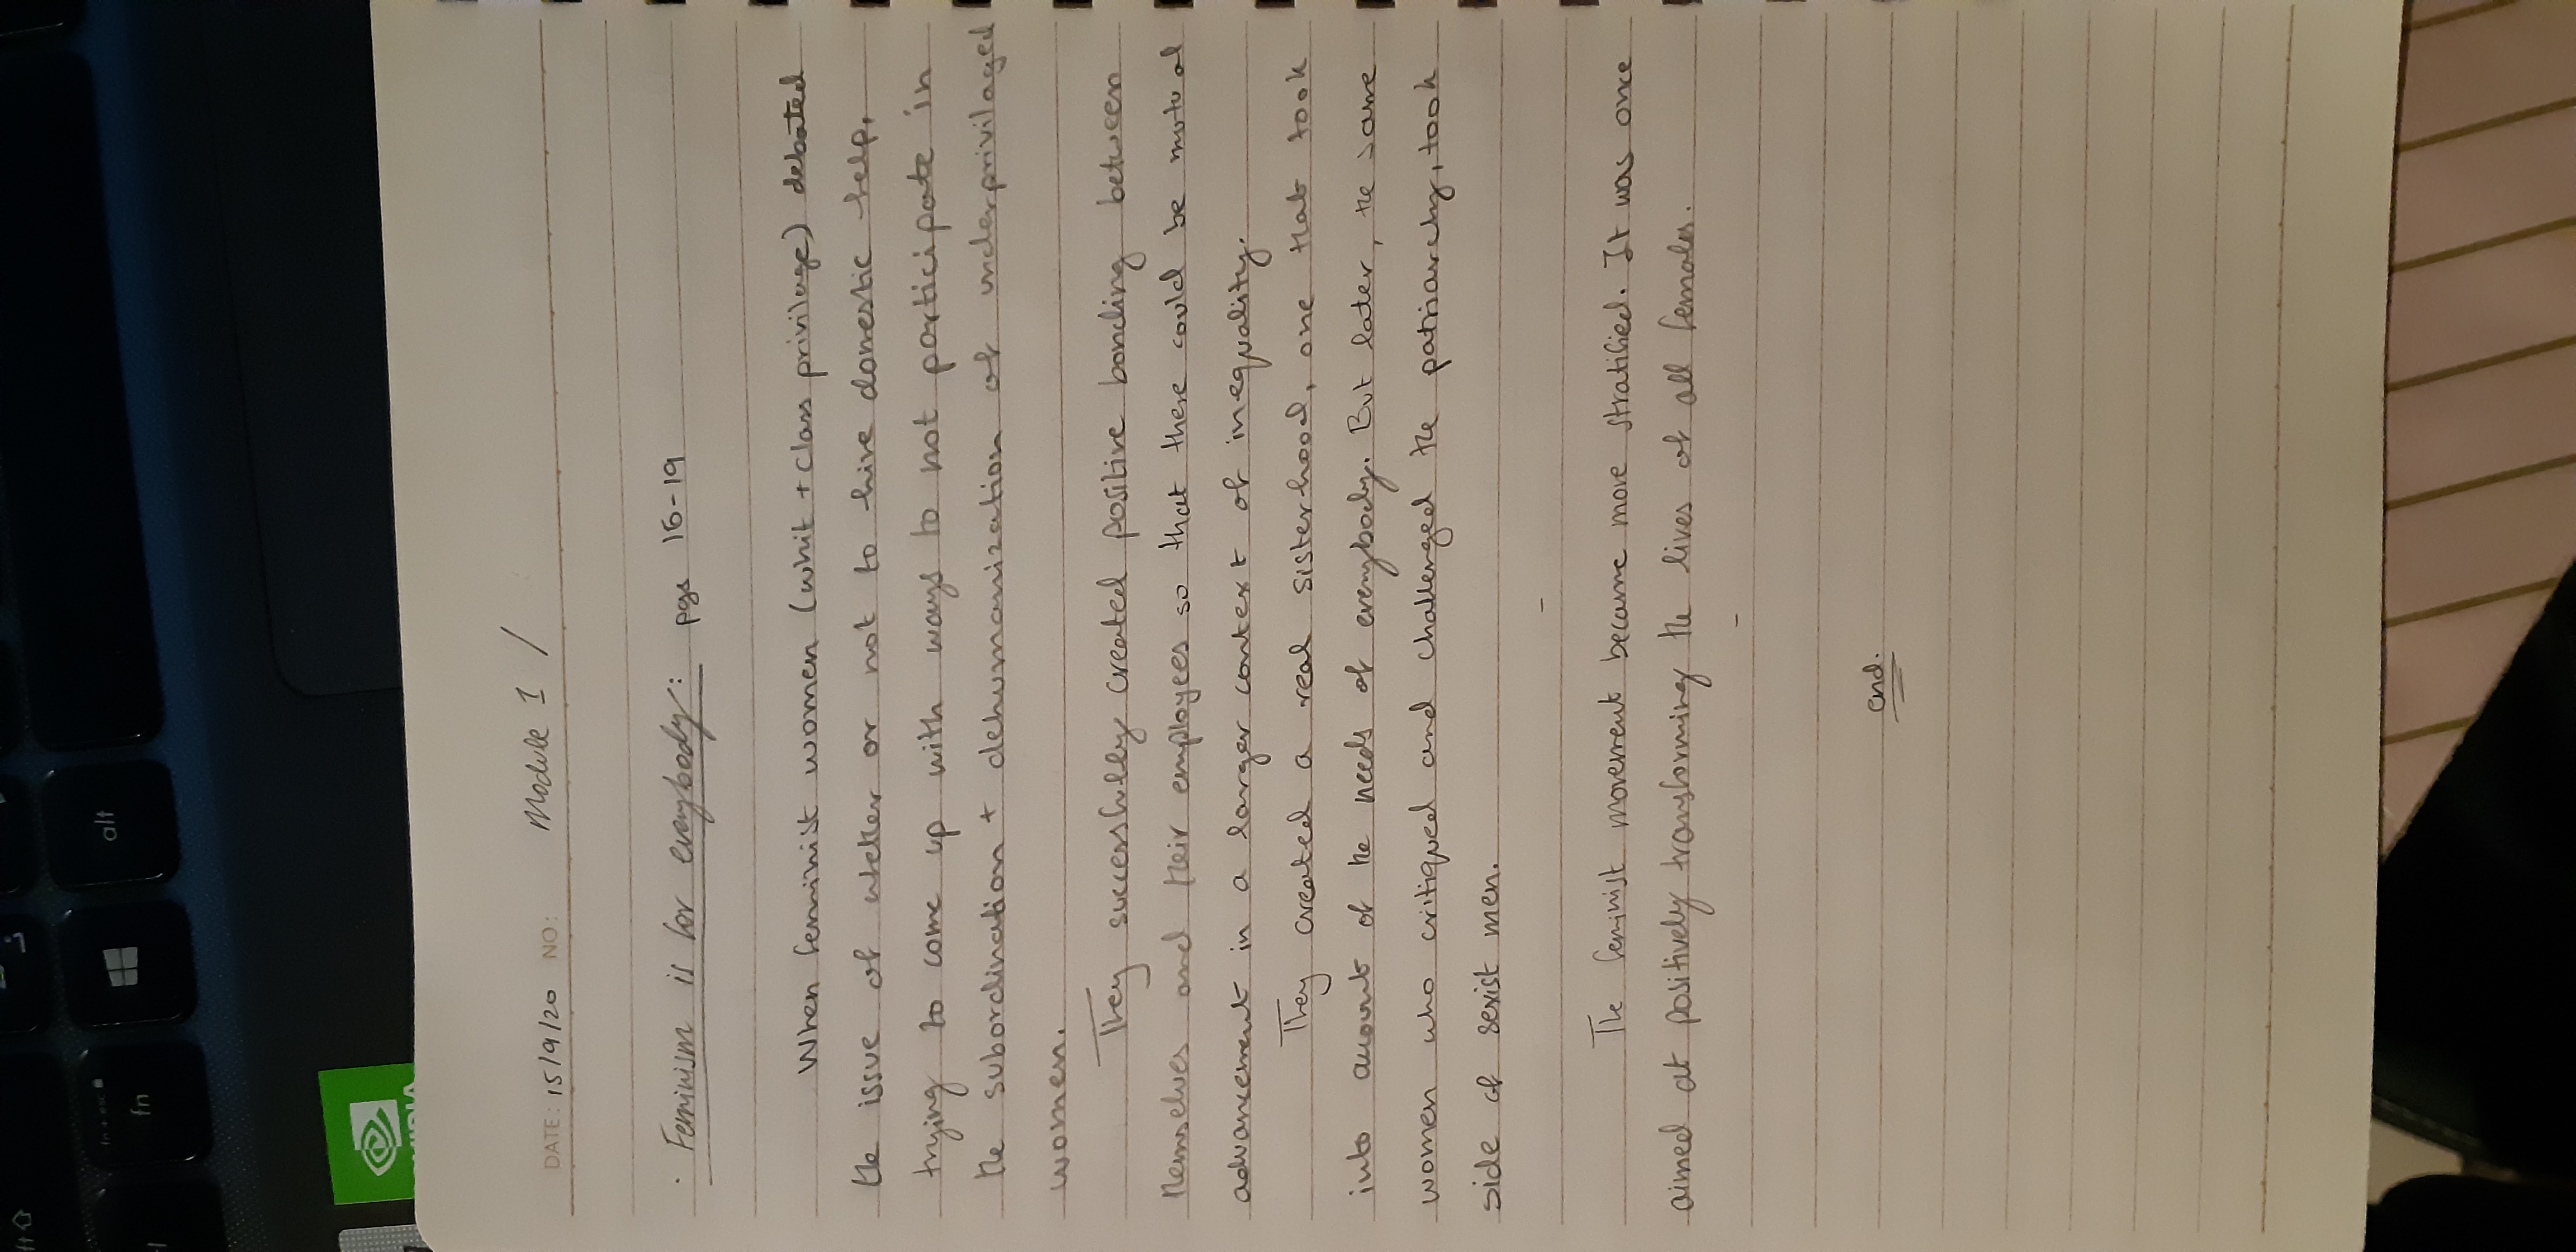 ft
fn + esc
fn
alt
NVIDIA
DATE: 15/9/20 NO: Module 1 /
· Feminism is for everybody: pgs 16-19
When feminist women (whit + class privilage) debated
the issue of whether or not to hire domestic help,
trying to come up with ways to not participate in
the subordination + dehumanization of underprivilaged
women.
They successfully created positive bonding between
themselves and their employees so that there could be mutual
advancement in a larger context of inequality.
They created a real sisterhood, one that took
into account of the needs of everybody. But later, the same
women who critiqued and challenged the patriarchy, took
side of sexist men.
–
The feminist movement became more stratified. It was once
aimed at positively transforming the lives of all females.
–
end.